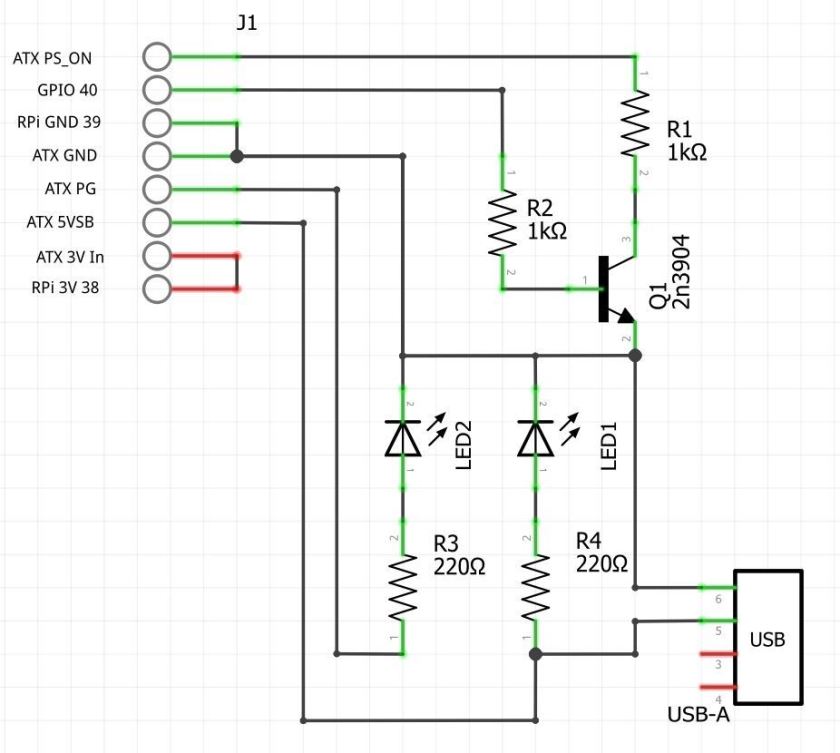 J1
ATX PS_ON
GPIO 40
RPi GND 39
ATX GND
ATX PG
ATX 5VSB
ATX 3V In
RPi 3V 38
1
R1
1kΩ
2
1
R2
1kΩ
2
3
1
Q1
2n3904
2
2
LED2
1
2
LED1
1
2
R3
220Ω
1
2
R4
220Ω
1
6
5
3
4
USB
USB-A